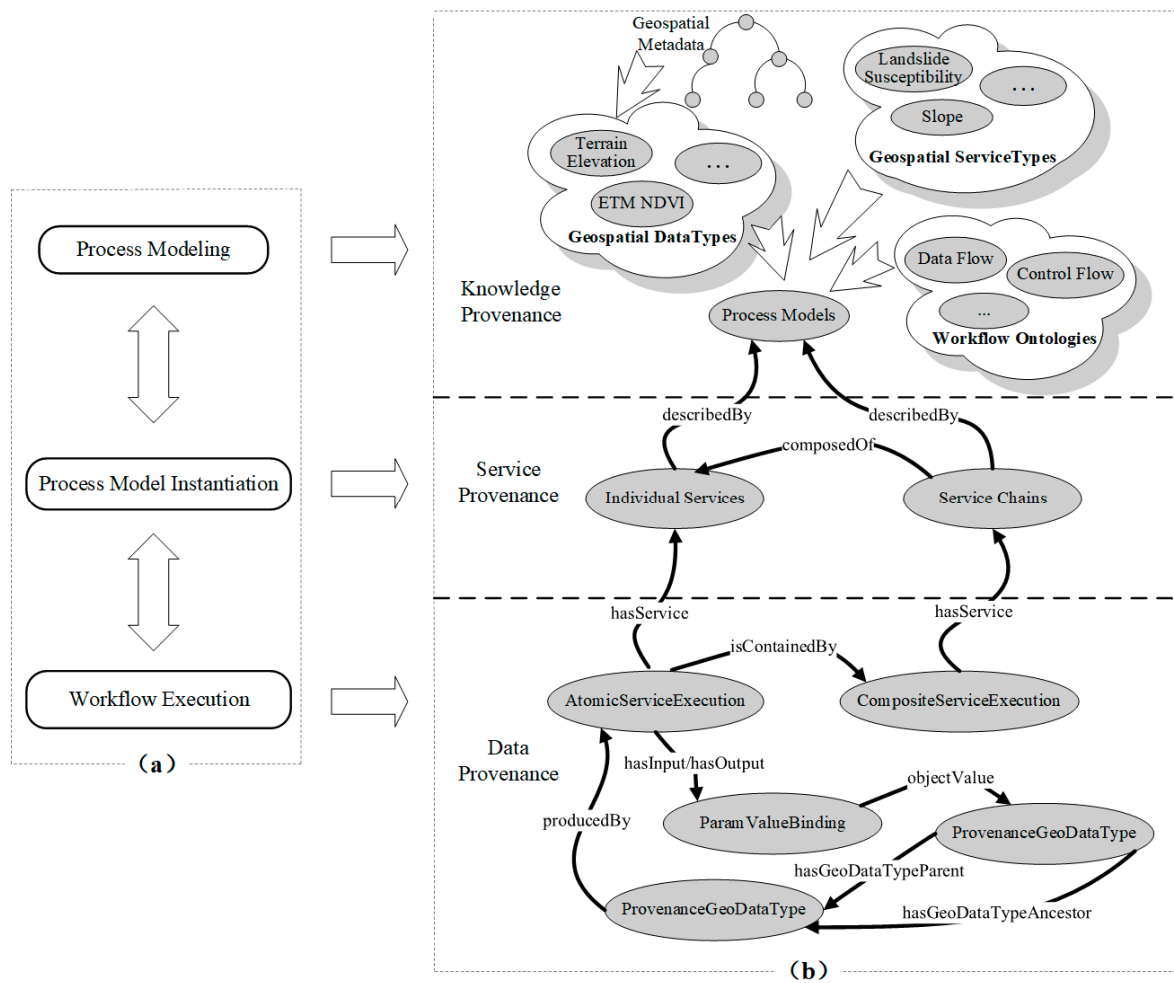 Process Modeling
Process Model Instantiation
Workflow Execution
(a)
Geospatial
Metadata
Landslide
Susceptibility
...
Slope
Geospatial ServiceTypes
Terrain
Elevation
...
ETM NDVI
Geospatial DataTypes
Data Flow
Control Flow
...
Workflow Ontologies
Knowledge
Provenance
Process Models
describedBy
describedBy
composedOf
Service
Provenance
Individual Services
Service Chains
hasService
hasService
isContainedBy
AtomicServiceExecution
CompositeServiceExecution
Data
Provenance
hasInput/hasOutput
objectValue
producedBy
ParamValueBinding
ProvenanceGeoDataType
hasGeoDataTypeParent
ProvenanceGeoDataType
hasGeoDataTypeAncestor
(b)